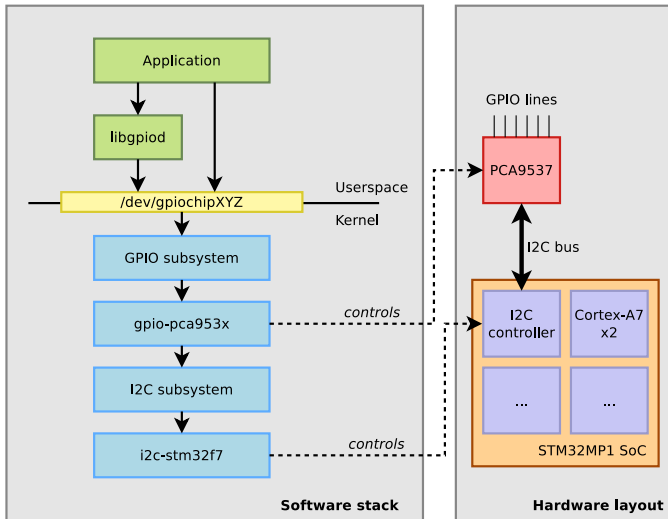 Application
libgpiod
/dev/gpiochipXYZ
Userspace
Kernel
GPIO subsystem
gpio-pca953x
I2C subsystem
i2c-stm32f7
controls
controls
Software stack
GPIO lines
PCA9537
I2C bus
I2C
controller
Cortex-A7
x2
...
...
STM32MP1 SoC
Hardware layout